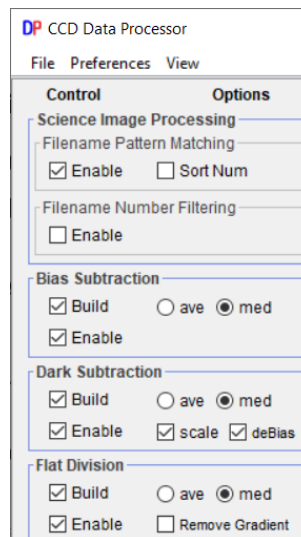 DP CCD Data Processor
File Preferences View
Control Options
Science Image Processing
Filename Pattern Matching
Enable Sort Num
Filename Number Filtering
Enable
Bias Subtraction
Build ave med
Enable
Dark Subtraction
Build ave med
Enable scale deBias
Flat Division
Build ave med
Enable Remove Gradient